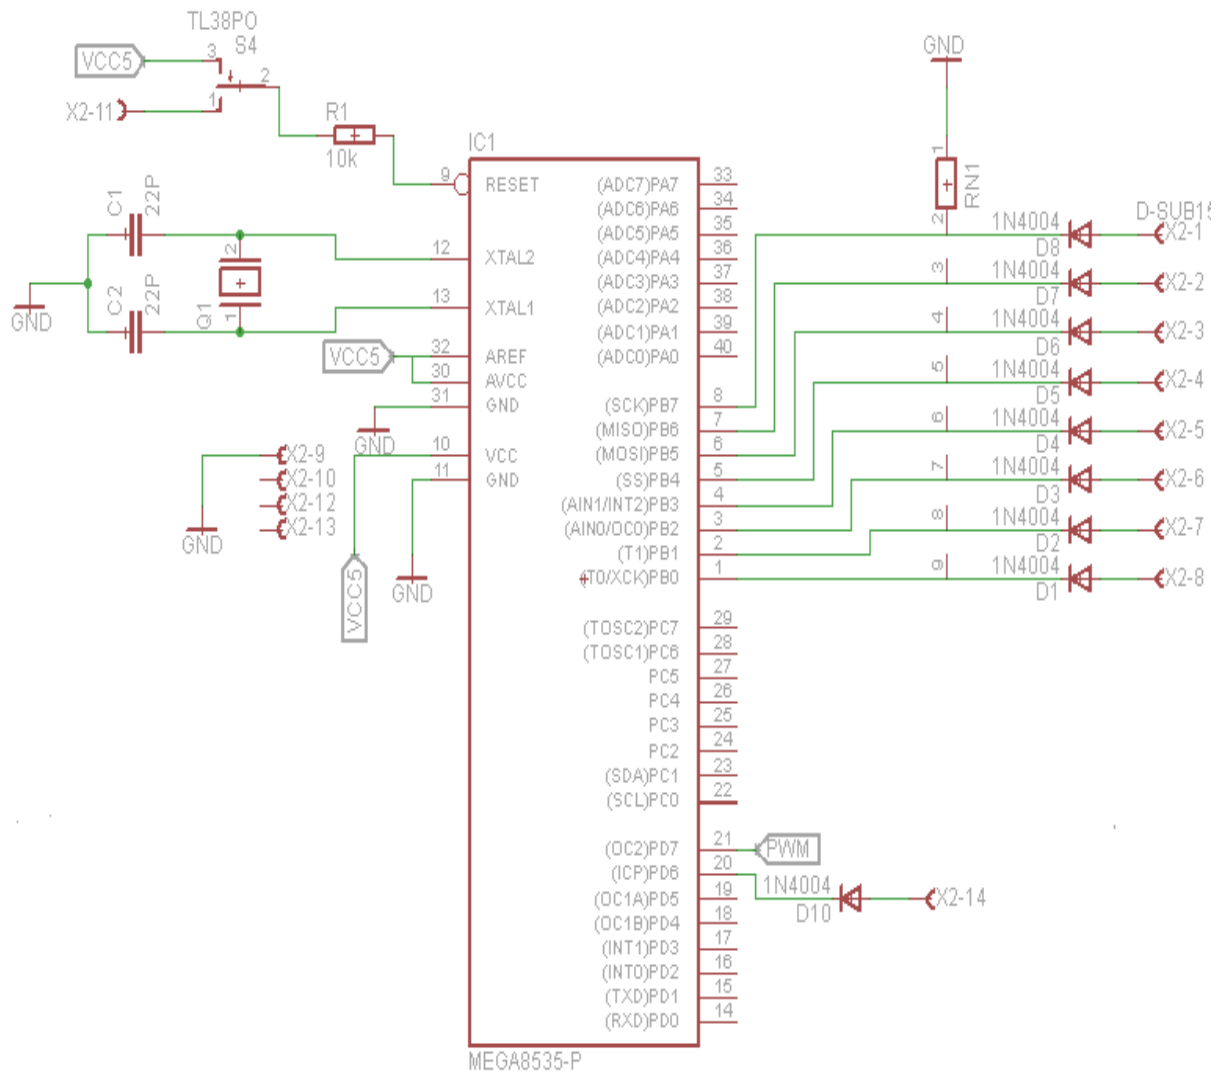 TL38PO
S4
VCC5
3
2
1
X2-11
R1
10k
GND
1
RN1
2
IC1
9
RESET
C1
22P
2
Q1
1
C2
22P
GND
12
XTAL2
13
XTAL1
VCC5
32
AREF
30
AVCC
31
GND
GND
10
VCC
11
GND
X2-9
X2-10
X2-12
X2-13
GND
VCC5
GND
(ADC7)PA7
33
(ADC6)PA6
34
(ADC5)PA5
35
(ADC4)PA4
36
(ADC3)PA3
37
(ADC2)PA2
38
(ADC1)PA1
39
(ADC0)PA0
40
(SCK)PB7
8
(MISO)PB6
7
(MOSI)PB5
6
(SS)PB4
5
(AIN1/INT2)PB3
4
(AIN0/OC0)PB2
3
(T1)PB1
2
(T0/XCK)PB0
1
D-SUB15
1N4004
D8
X2-1
3
1N4004
D7
X2-2
4
1N4004
D6
X2-3
5
1N4004
D5
X2-4
6
1N4004
D4
X2-5
7
1N4004
D3
X2-6
8
1N4004
D2
X2-7
9
1N4004
D1
X2-8
(TOSC2)PC7
29
(TOSC1)PC6
28
PC5
27
PC4
26
PC3
25
PC2
24
(SDA)PC1
23
(SCL)PC0
22
(OC2)PD7
21
PWM
(ICP)PD6
20
1N4004
D10
X2-14
(OC1A)PD5
19
(OC1B)PD4
18
(INT1)PD3
17
(INT0)PD2
16
(TXD)PD1
15
(RXD)PD0
14
MEGA8535-P